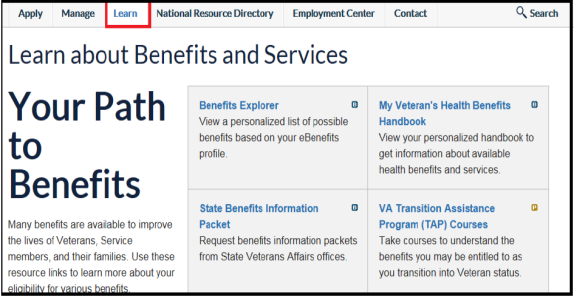 Apply Manage Learn National Resource Directory Employment Center Contact Search
Learn about Benefits and Services
Your Path
to
Benefits
Many benefits are available to improve
the lives of Veterans, Service
members, and their families. Use these
resource links to learn more about your
eligibility for various benefits.
Benefits Explorer
View a personalized list of possible
benefits based on your eBenefits
profile.
My Veteran's Health Benefits
Handbook
View your personalized handbook to
get information about available
health benefits and services.
State Benefits Information
Packet
Request benefits information packets
from State Veterans Affairs offices.
VA Transition Assistance
Program (TAP) Courses
Take courses to understand the
benefits you may be entitled to as
you transition into Veteran status.